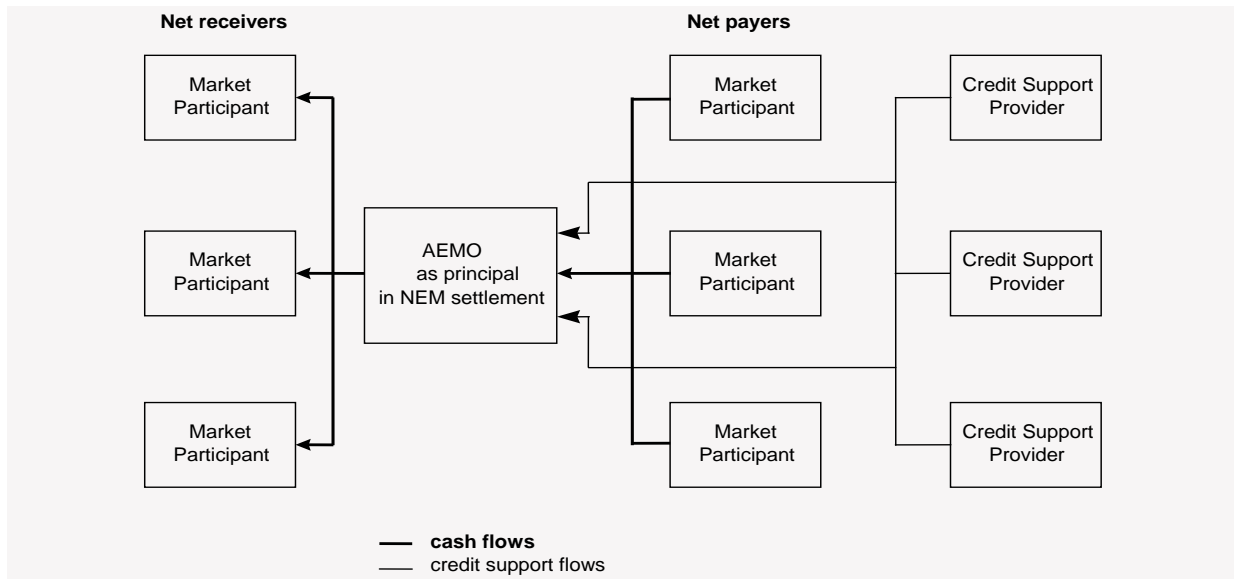 Net receivers
Net payers
Market
Participant
Market
Participant
Credit Support
Provider
AEMO
as principal
in NEM settlement
Market
Participant
Market
Participant
Credit Support
Provider
Market
Participant
Market
Participant
Credit Support
Provider
cash flows
credit support flows